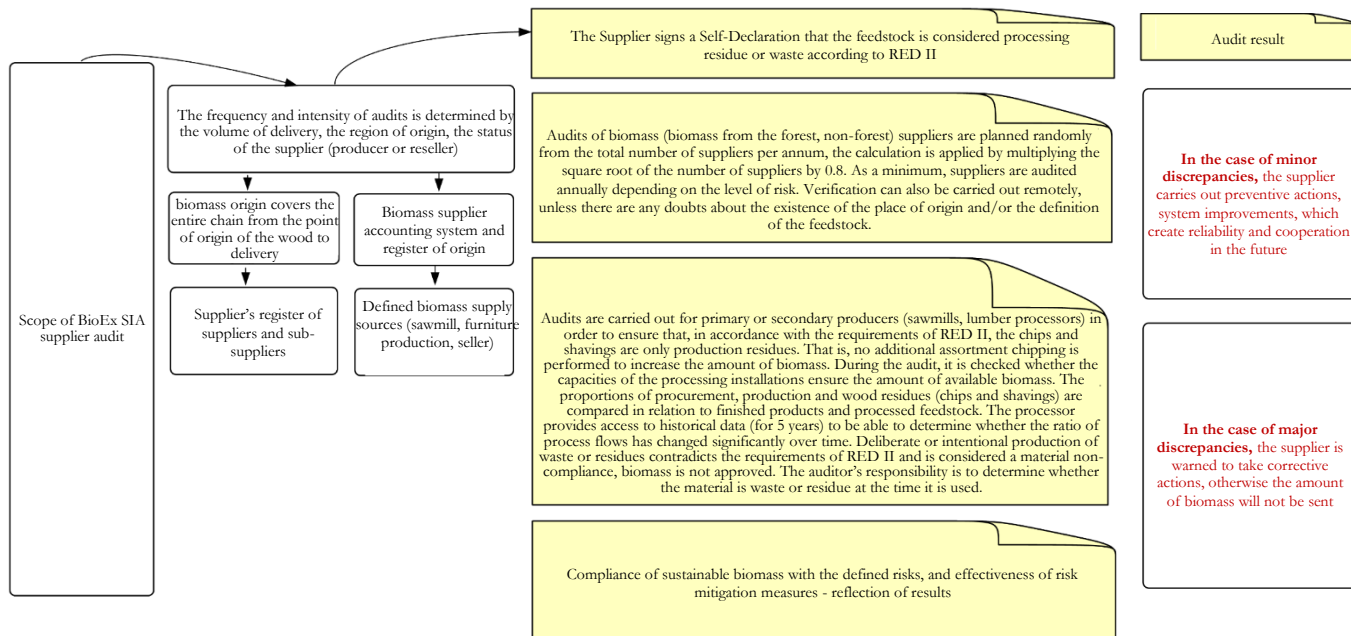 Scope of BioEx SIA
supplier audit
The frequency and intensity of audits is determined by
the volume of delivery, the region of origin, the status
of the supplier (producer or reseller)
biomass origin covers the
entire chain from the point
of origin of the wood to
delivery
Biomass supplier
accounting system and
register of origin
Supplier's register of
suppliers and sub-
suppliers
Defined biomass supply
sources (sawmill, furniture
production, seller)
The Supplier signs a Self-Declaration that the feedstock is considered processing
residue or waste according to RED II
Audits of biomass (biomass from the forest, non-forest) suppliers are planned randomly
from the total number of suppliers per annum, the calculation is applied by multiplying the
square root of the number of suppliers by 0.8. As a minimum, suppliers are audited
annually depending on the level of risk. Verification can also be carried out remotely,
unless there are any doubts about the existence of the place of origin and/or the definition
of the feedstock.
Audits are carried out for primary or secondary producers (sawmills, lumber processors) in
order to ensure that, in accordance with the requirements of RED II, the chips and
shavings are only production residues. That is, no additional assortment chipping is
performed to increase the amount of biomass. During the audit, it is checked whether the
capacities of the processing installations ensure the amount of available biomass. The
proportions of procurement, production and wood residues (chips and shavings) are
compared in relation to finished products and processed feedstock. The processor
provides access to historical data (for 5 years) to be able to determine whether the ratio of
process flows has changed significantly over time. Deliberate or intentional production of
waste or residues contradicts the requirements of RED II and is considered a material non-
compliance, biomass is not approved. The auditor's responsibility is to determine whether
the material is waste or residue at the time it is used.
Compliance of sustainable biomass with the defined risks, and effectiveness of risk
mitigation measures - reflection of results
Audit result
In the case of minor
discrepancies, the supplier
carries out preventive actions,
system improvements, which
create reliability and cooperation
in the future
In the case of major
discrepancies, the supplier is
warned to take corrective
actions, otherwise the amount
of biomass will not be sent